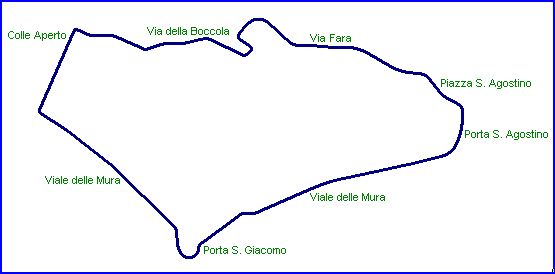 Colle Aperto
Via della Boccola
Via Fara
Piazza S. Agostino
Porta S. Agostino
Viale delle Mura
Viale delle Mura
Porta S. Giacomo